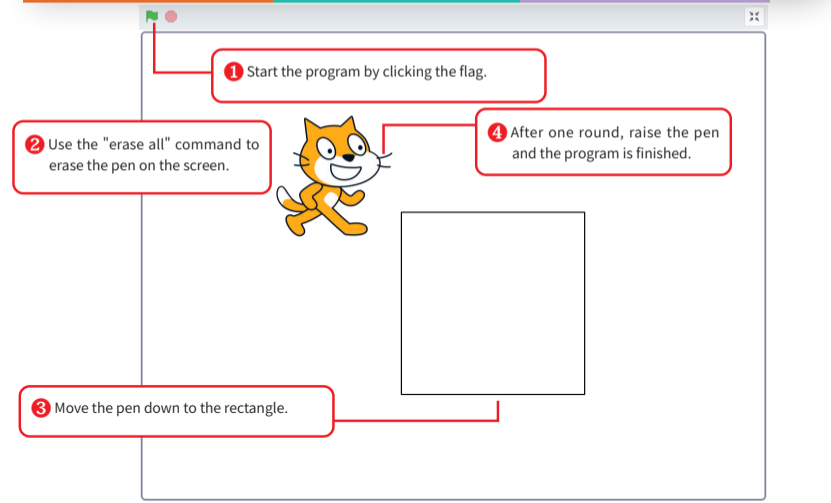 1 Start the program by clicking the flag.
2 Use the "erase all" command to
erase the pen on the screen.
4 After one round, raise the pen
and the program is finished.
3 Move the pen down to the rectangle.